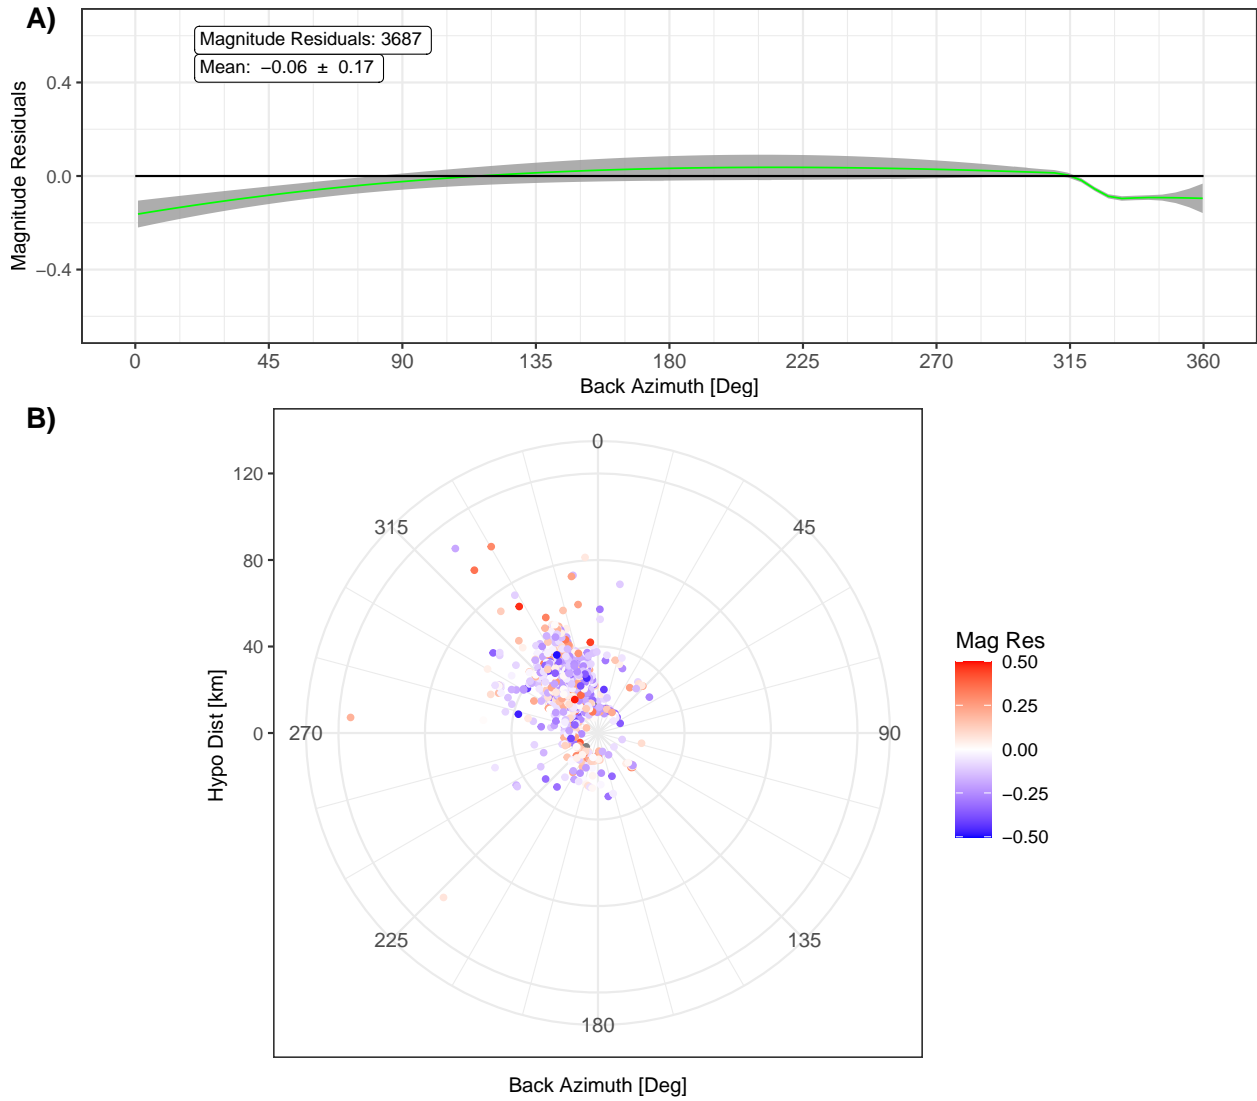 A)
Magnitude Residuals: 3687
Mean: −0.06 ± 0.17
0.4
0.0
−0.4
Magnitude Residuals
0 45 90 135 180 225 270 315 360
Back Azimuth [Deg]
B)
0
45
90
135
180
225
270
315
120
80
40
0
Hypo Dist [km]
Back Azimuth [Deg]
Mag Res
0.50
0.25
0.00
−0.25
−0.50